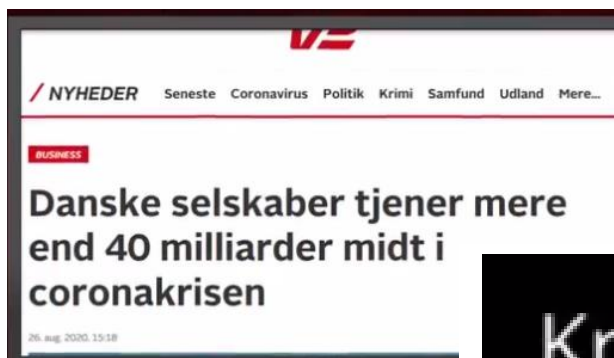 / NYHEDER Seneste Coronavirus Politik Krimi Samfund Udland Mere...
BUSINESS
Danske selskaber tjener mere
end 40 milliarder midt i
coronakrisen
26. aug. 2020, 15:18